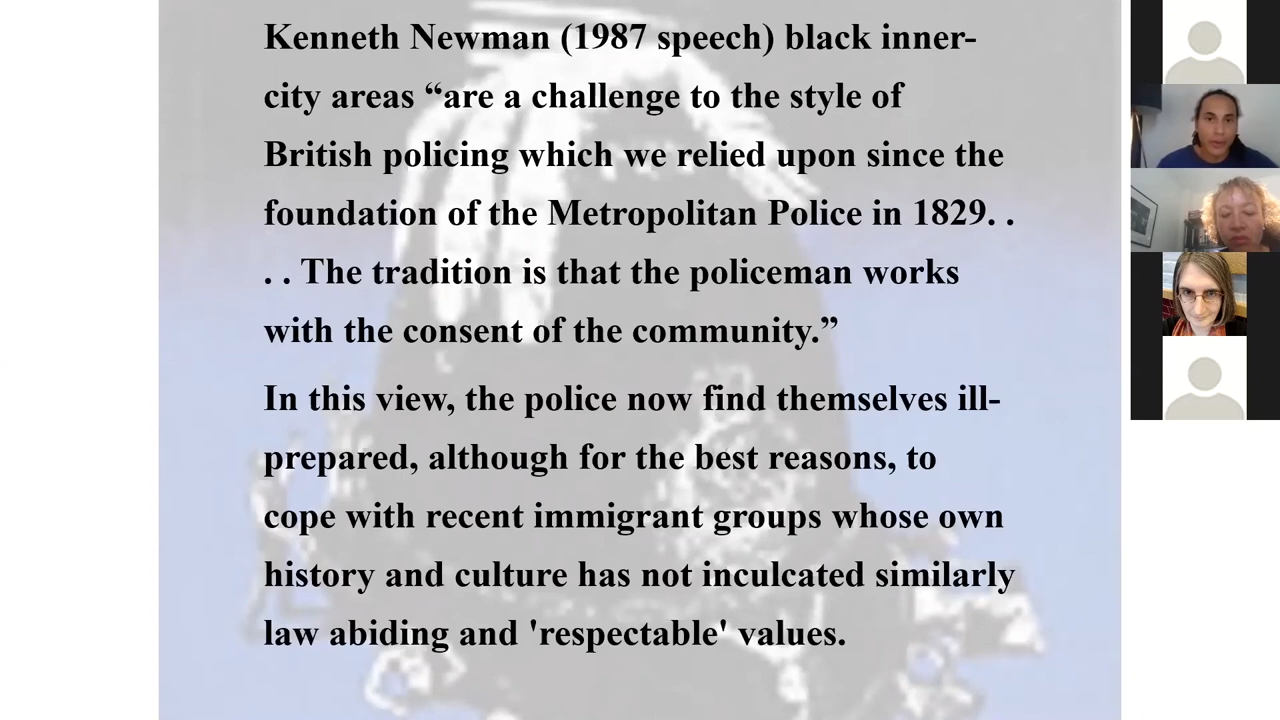 Kenneth Newman (1987 speech) black inner-
city areas “are a challenge to the style of
British policing which we relied upon since the
foundation of the Metropolitan Police in 1829. .
. . The tradition is that the policeman works
with the consent of the community.”
In this view, the police now find themselves ill-
prepared, although for the best reasons, to
cope with recent immigrant groups whose own
history and culture has not inculcated similarly
law abiding and 'respectable' values.